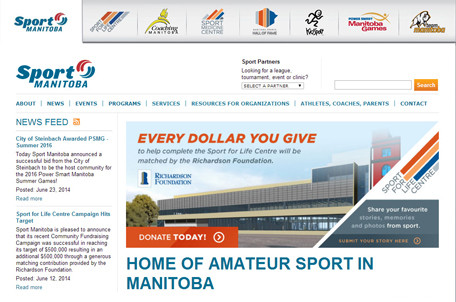 Sport
MANITOBA
Coaching
MANITOBA
SPORT
MEDICINE
CENTRE
HALL OF FAME
KidSport
POWER SMART
Manitoba
Games
Sport
MANITOBA
Sport Partners
Looking for a league,
tournament, event or clinic?
SELECT A PARTNER
Search
ABOUT | NEWS | EVENTS | PROGRAMS | SERVICES | RESOURCES FOR ORGANIZATIONS | ATHLETES, COACHES, PARENTS | CONTACT
NEWS FEED
City of Steinbach Awarded PSMG -
Summer 2016
Today Sport Manitoba announced a
successful bid from the City of
Steinbach to be the host community for
the 2016 Power Smart Manitoba
Summer Games!
Posted: June 23, 2014
Read more
Sport for Life Centre Campaign Hits
Target
Sport Manitoba is pleased to announce
that its recent Community Fundraising
Campaign was successful in reaching
its target of $500,000 resulting in an
additional $500,000 through a generous
matching contribution provided by the
Richardson Foundation.
Posted: June 12, 2014
Read more
EVERY DOLLAR YOU GIVE
to help complete the Sport for Life Centre will be
matched by the Richardson Foundation.
RICHARDSON
FOUNDATION
SPORT
FOR LIFE
CENTRE
DONATE TODAY!
Share your favourite
stories, memories
and photos from sport.
SUBMIT YOUR STORY HERE
HOME OF AMATEUR SPORT IN
MANITOBA